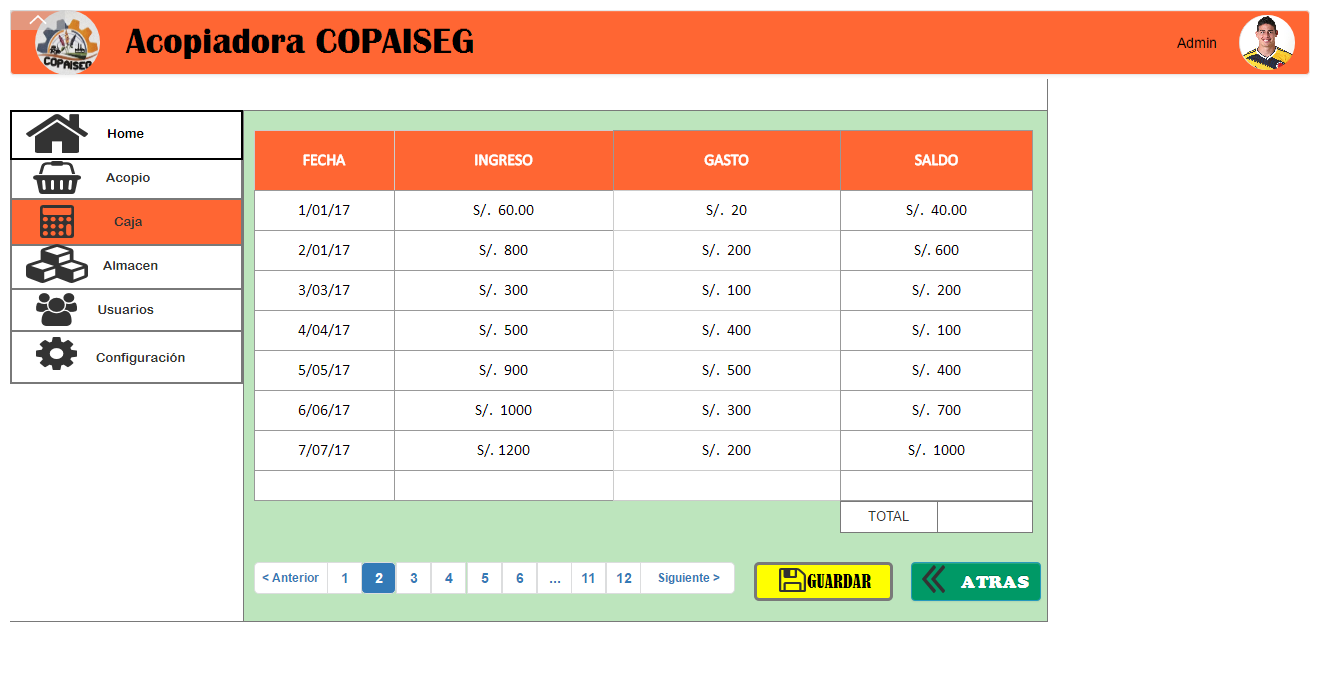 COPAISEG
Acopiadora COPAISEG
Admin
Home
Acopio
Caja
Almacen
Usuarios
Configuración
FECHA INGRESO GASTO SALDO
1/01/17 S/. 60.00 S/. 20 S/. 40.00
2/01/17 S/. 800 S/. 200 S/. 600
3/03/17 S/. 300 S/. 100 S/. 200
4/04/17 S/. 500 S/. 400 S/. 100
5/05/17 S/. 900 S/. 500 S/. 400
6/06/17 S/. 1000 S/. 300 S/. 700
7/07/17 S/. 1200 S/. 200 S/. 1000
TOTAL
< Anterior 1 2 3 4 5 6 ... 11 12 Siguiente >
GUARDAR
ATRAS